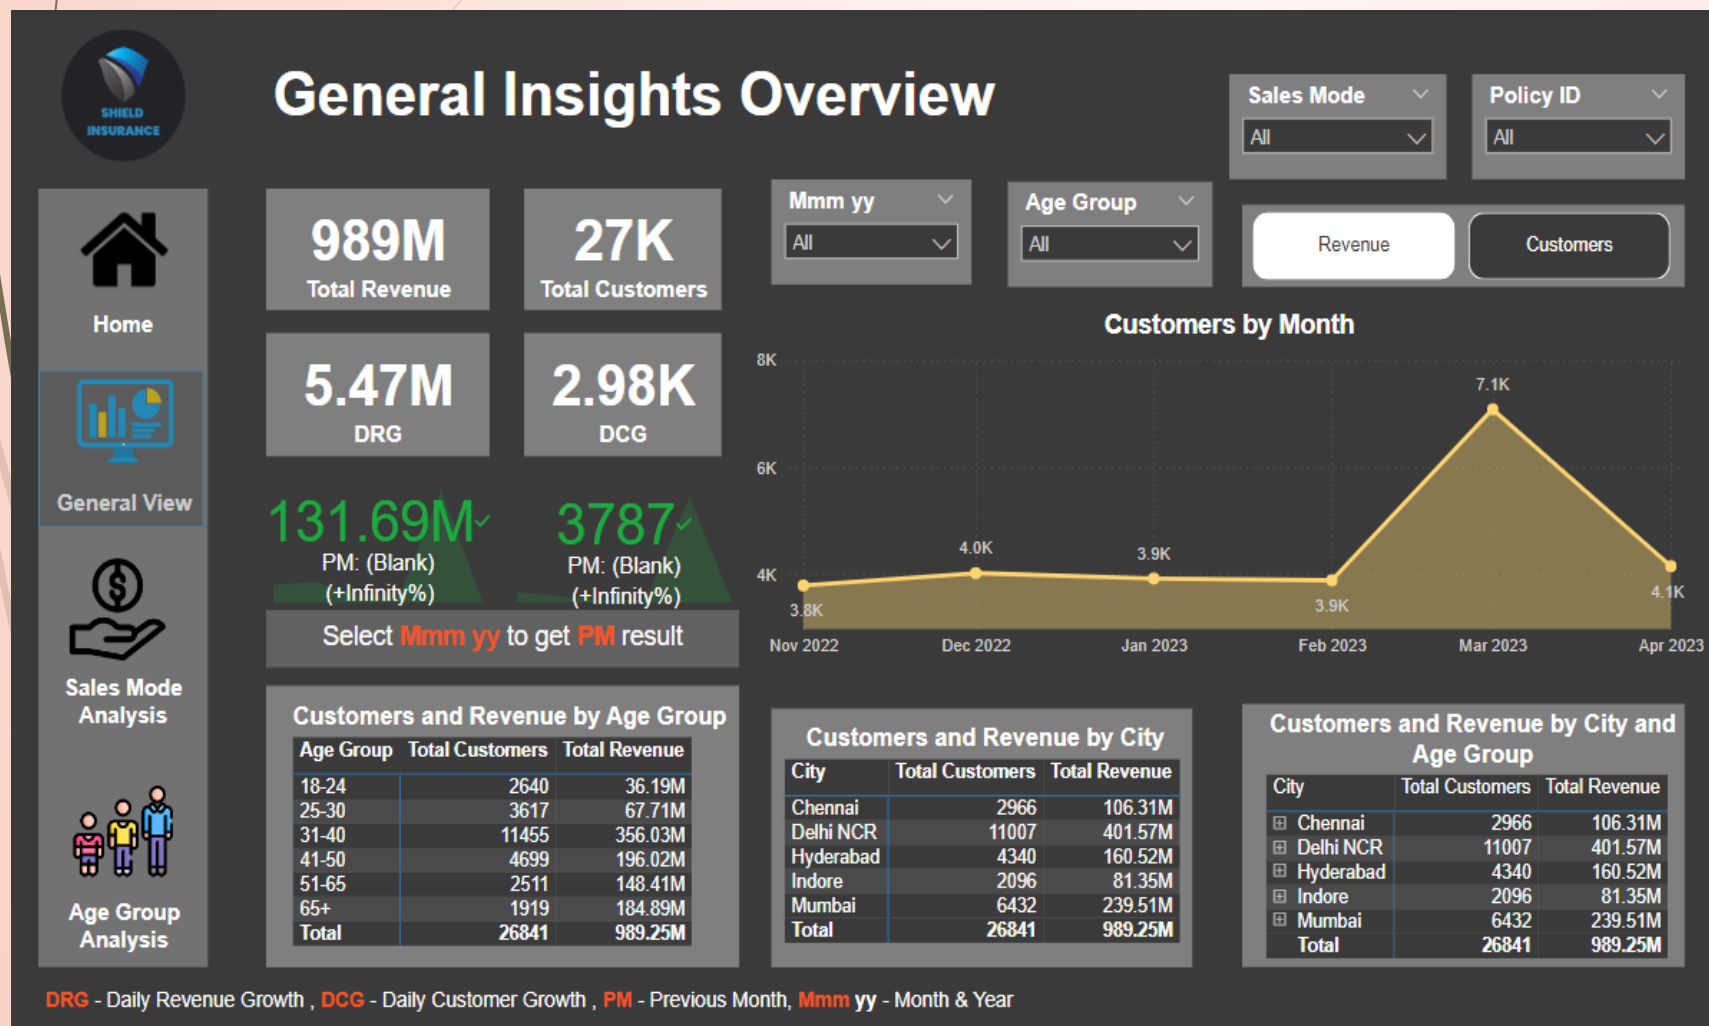 SHIELD
INSURANCE
General Insights Overview
Sales Mode
All
Policy ID
All
Home
General View
Sales Mode
Analysis
Age Group
Analysis
989M
Total Revenue
27K
Total Customers
5.47M
DRG
2.98K
DCG
Mmm yy
All
Age Group
All
Revenue
Customers
131.69M
PM: (Blank)
(+Infinity%)
3787
PM: (Blank)
(+Infinity%)
Select Mmm yy to get PM result
Customers by Month
8K
6K
4K
3.8K
4.0K
3.9K
3.9K
7.1K
4.1K
Nov 2022 Dec 2022 Jan 2023 Feb 2023 Mar 2023 Apr 2023
Customers and Revenue by Age Group
Age Group Total Customers Total Revenue
18-24 2640 36.19M
25-30 3617 67.71M
31-40 11455 356.03M
41-50 4699 196.02M
51-65 2511 148.41M
65+ 1919 184.89M
Total 26841 989.25M
Customers and Revenue by City
City Total Customers Total Revenue
Chennai 2966 106.31M
Delhi NCR 11007 401.57M
Hyderabad 4340 160.52M
Indore 2096 81.35M
Mumbai 6432 239.51M
Total 26841 989.25M
Customers and Revenue by City and
Age Group
City Total Customers Total Revenue
Chennai 2966 106.31M
Delhi NCR 11007 401.57M
Hyderabad 4340 160.52M
Indore 2096 81.35M
Mumbai 6432 239.51M
Total 26841 989.25M
DRG - Daily Revenue Growth , DCG - Daily Customer Growth , PM - Previous Month, Mmm yy - Month & Year